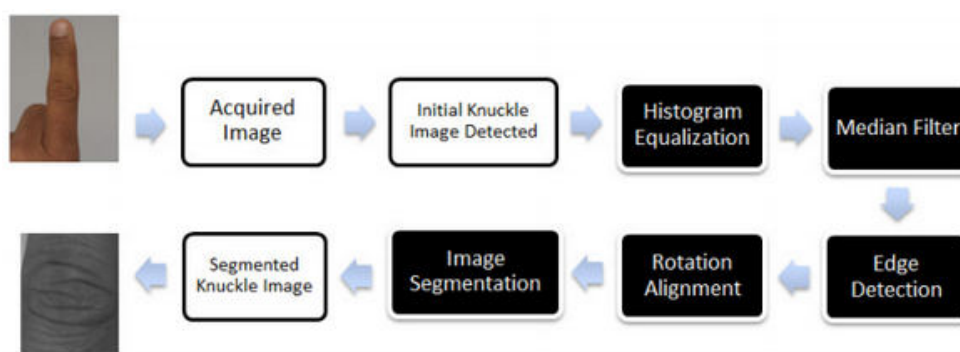 Acquired
Image
Initial Knuckle
Image Detected
Histogram
Equalization
Median Filter
Edge
Detection
Rotation
Alignment
Image
Segmentation
Segmented
Knuckle Image